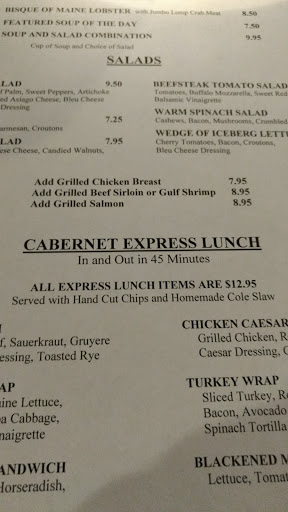 BISQUE OF MAINE LOBSTER with Jumbo Lump Crab Meat 8.50
FEATURED SOUP OF THE DAY 7.50
SOUP AND SALAD COMBINATION 9.95
Cup of Soup and Choice of Salad
SALADS
ALAD 9.50
f Palm, Sweet Peppers, Artichoke
ed Asiago Cheese, Bleu Cheese
Dressing
7.25
armesan, Croutons
LAD 7.95
ese Cheese, Candied Walnuts,
BEEFSTEAK TOMATO SALAD
Tomatoes, Buffalo Mozzarella, Sweet Red
Balsamic Vinaigrette
WARM SPINACH SALAD
Cashews, Bacon, Mushrooms, Crumbled
WEDGE OF ICEBERG LETTU
Cherry Tomatoes, Bacon, Croutons,
Bleu Cheese Dressing
Add Grilled Chicken Breast 7.95
Add Grilled Beef Sirloin or Gulf Shrimp 8.95
Add Grilled Salmon 8.95
CABERNET EXPRESS LUNCH
In and Out in 45 Minutes
ALL EXPRESS LUNCH ITEMS ARE $12.95
Served with Hand Cut Chips and Homemade Cole Slaw
f, Sauerkraut, Gruyere
essing, Toasted Rye
AP
aine Lettuce,
pa Cabbage,
naigrette
ANDWICH
Horseradish,
CHICKEN CAESAR
Grilled Chicken, R
Caesar Dressing,
TURKEY WRAP
Sliced Turkey, Ro
Bacon, Avocado
Spinach Tortilla
BLACKENED M
Lettuce, Tomat